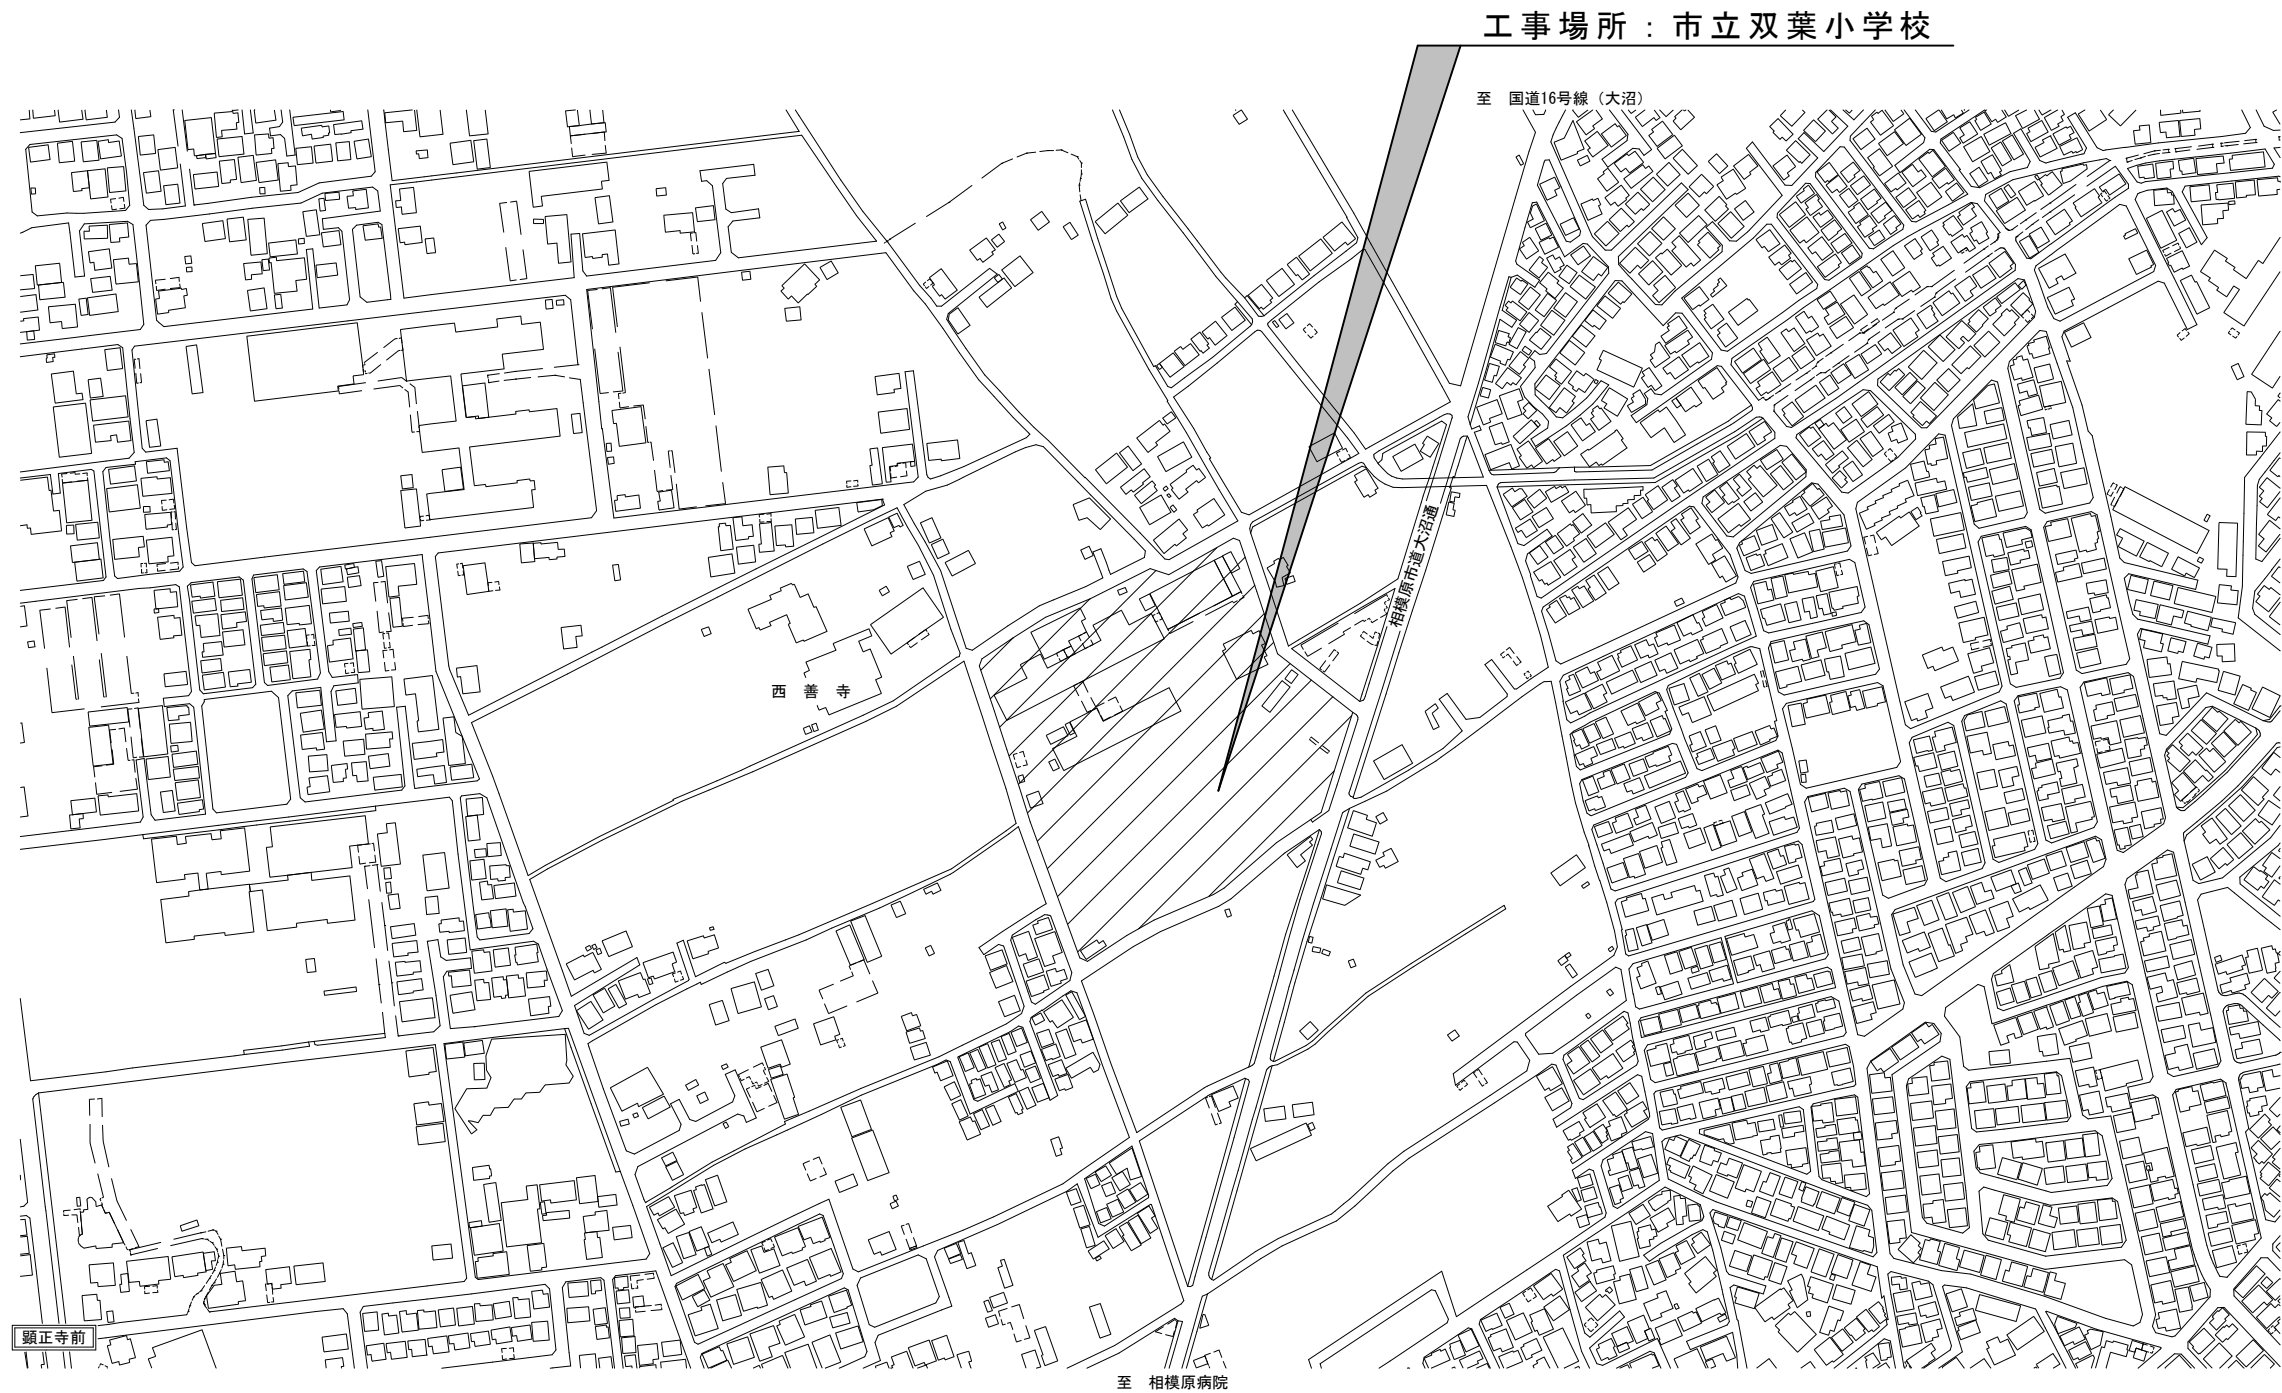 工事場所：市立双葉小学校
至　国道16号線（大沼）
相模原市道大沼通
西　善　寺
顕正寺前
至　相模原病院